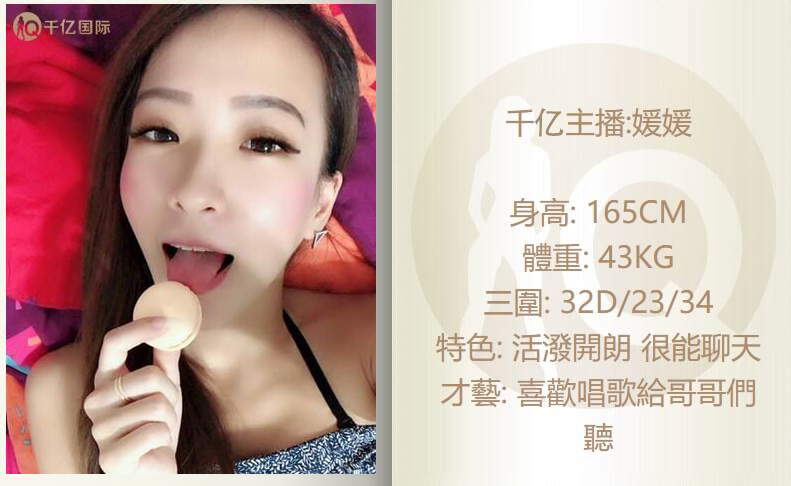 千亿国际
千亿主播:媛媛
身高: 165CM
體重: 43KG
三圍: 32D/23/34
特色: 活潑開朗 很能聊天
才藝: 喜歡唱歌給哥哥們
聽